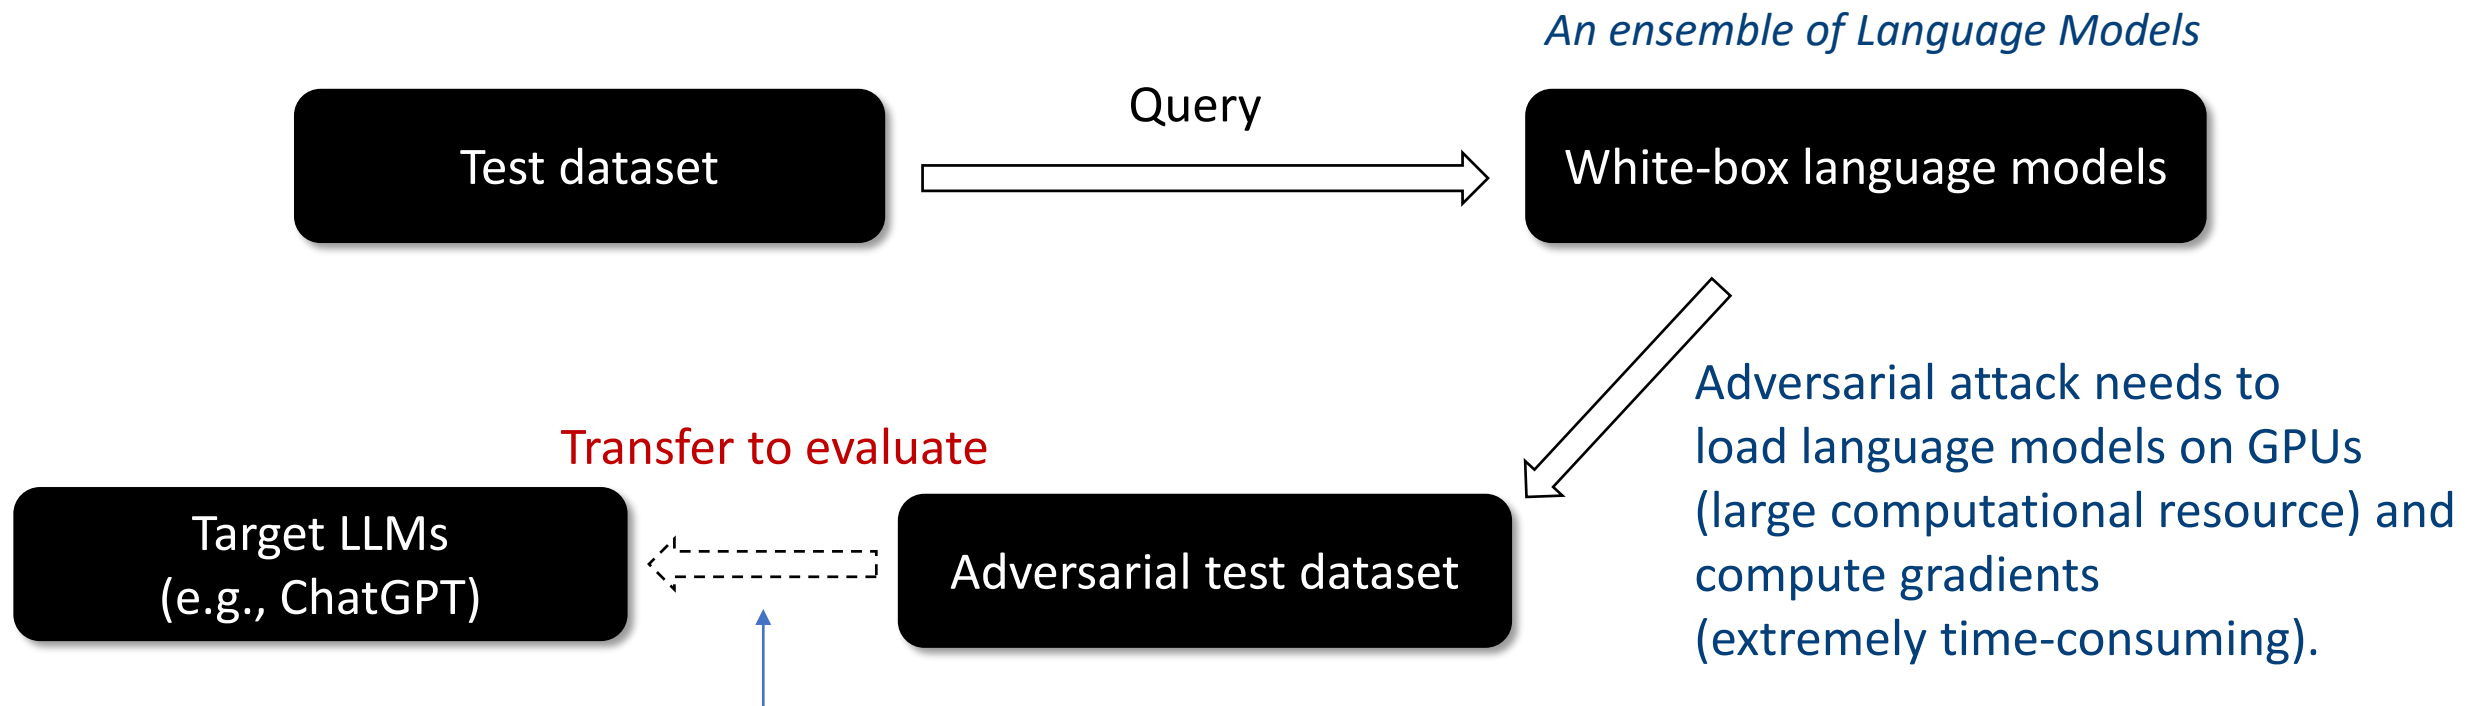 An ensemble of Language Models
Query
Test dataset
White-box language models
Adversarial attack needs to
load language models on GPUs
(large computational resource) and
compute gradients
(extremely time-consuming).
Transfer to evaluate
Target LLMs
(e.g., ChatGPT)
Adversarial test dataset